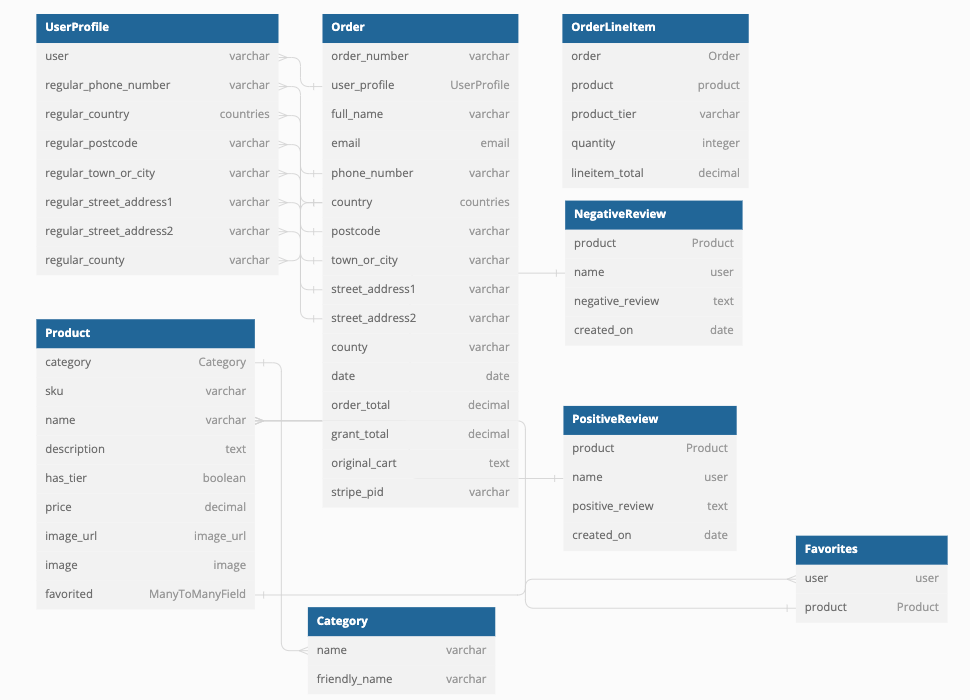 UserProfile
user varchar
regular_phone_number varchar
regular_country countries
regular_postcode varchar
regular_town_or_city varchar
regular_street_address1 varchar
regular_street_address2 varchar
regular_county varchar
Order
order_number varchar
user_profile UserProfile
full_name varchar
email email
phone_number varchar
country countries
postcode varchar
town_or_city varchar
street_address1 varchar
street_address2 varchar
county varchar
date date
order_total decimal
grant_total decimal
original_cart text
stripe_pid varchar
OrderLineItem
order Order
product product
product_tier varchar
quantity integer
lineitem_total decimal
NegativeReview
product Product
name user
negative_review text
created_on date
Product
category Category
sku varchar
name varchar
description text
has_tier boolean
price decimal
image_url image_url
image image
favorited ManyToManyField
PositiveReview
product Product
name user
positive_review text
created_on date
Favorites
user user
product Product
Category
name varchar
friendly_name varchar